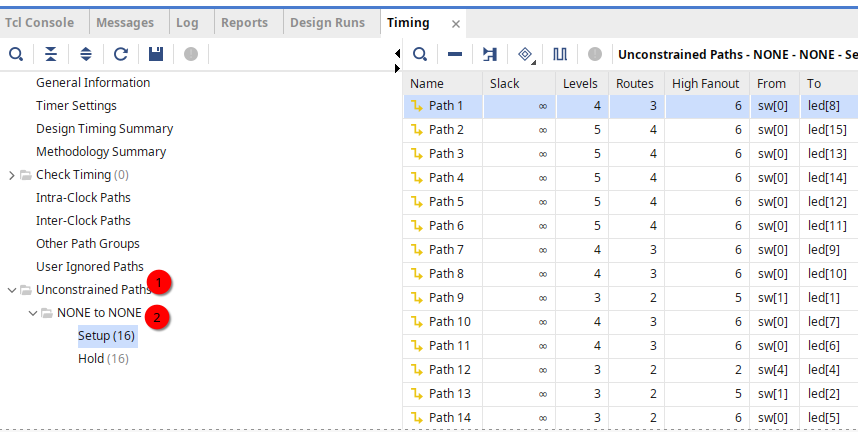 Tcl Console Messages Log Reports Design Runs Timing
Unconstrained Paths - NONE - NONE - Se
General Information
Timer Settings
Design Timing Summary
Methodology Summary
Check Timing (0)
Intra-Clock Paths
Inter-Clock Paths
Other Path Groups
User Ignored Paths
Unconstrained Paths 1
NONE to NONE 2
Setup (16)
Hold (16)
Name Slack Levels Routes High Fanout From To
Path 1 ∞ 4 3 6 sw[0] led[8]
Path 2 ∞ 5 4 6 sw[0] led[15]
Path 3 ∞ 5 4 6 sw[0] led[13]
Path 4 ∞ 5 4 6 sw[0] led[14]
Path 5 ∞ 5 4 6 sw[0] led[12]
Path 6 ∞ 5 4 6 sw[0] led[11]
Path 7 ∞ 4 3 6 sw[0] led[9]
Path 8 ∞ 4 3 6 sw[0] led[10]
Path 9 ∞ 3 2 5 sw[1] led[1]
Path 10 ∞ 4 3 6 sw[0] led[7]
Path 11 ∞ 4 3 6 sw[0] led[6]
Path 12 ∞ 3 2 2 sw[4] led[4]
Path 13 ∞ 3 2 5 sw[1] led[2]
Path 14 ∞ 3 2 6 sw[0] led[5]